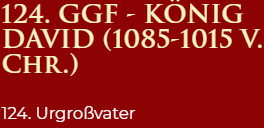 124. GGF - KÖNIG
DAVID (1085-1015 V.
CHR.)
124. Urgroßvater